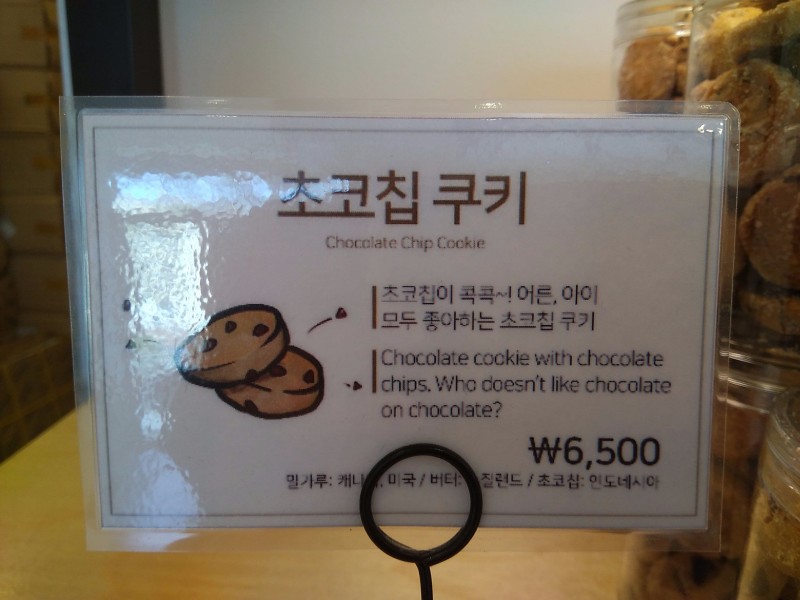 초코칩 쿠키
Chocolate Chip Cookie
초코칩이 콕콕~! 어른, 아이
모두 좋아하는 초코칩 쿠키
Chocolate cookie with chocolate
chips. Who doesn't like chocolate
on chocolate?
₩6,500
밀가루: 미국 / 버터: / 초코칩: 인도네시아